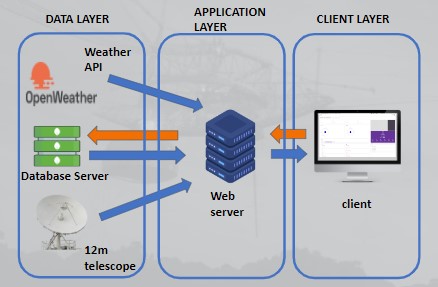 DATA LAYER
APPLICATION
LAYER
CLIENT LAYER
Weather
API
OpenWeather
Database Server
Web
server
client
12m
telescope